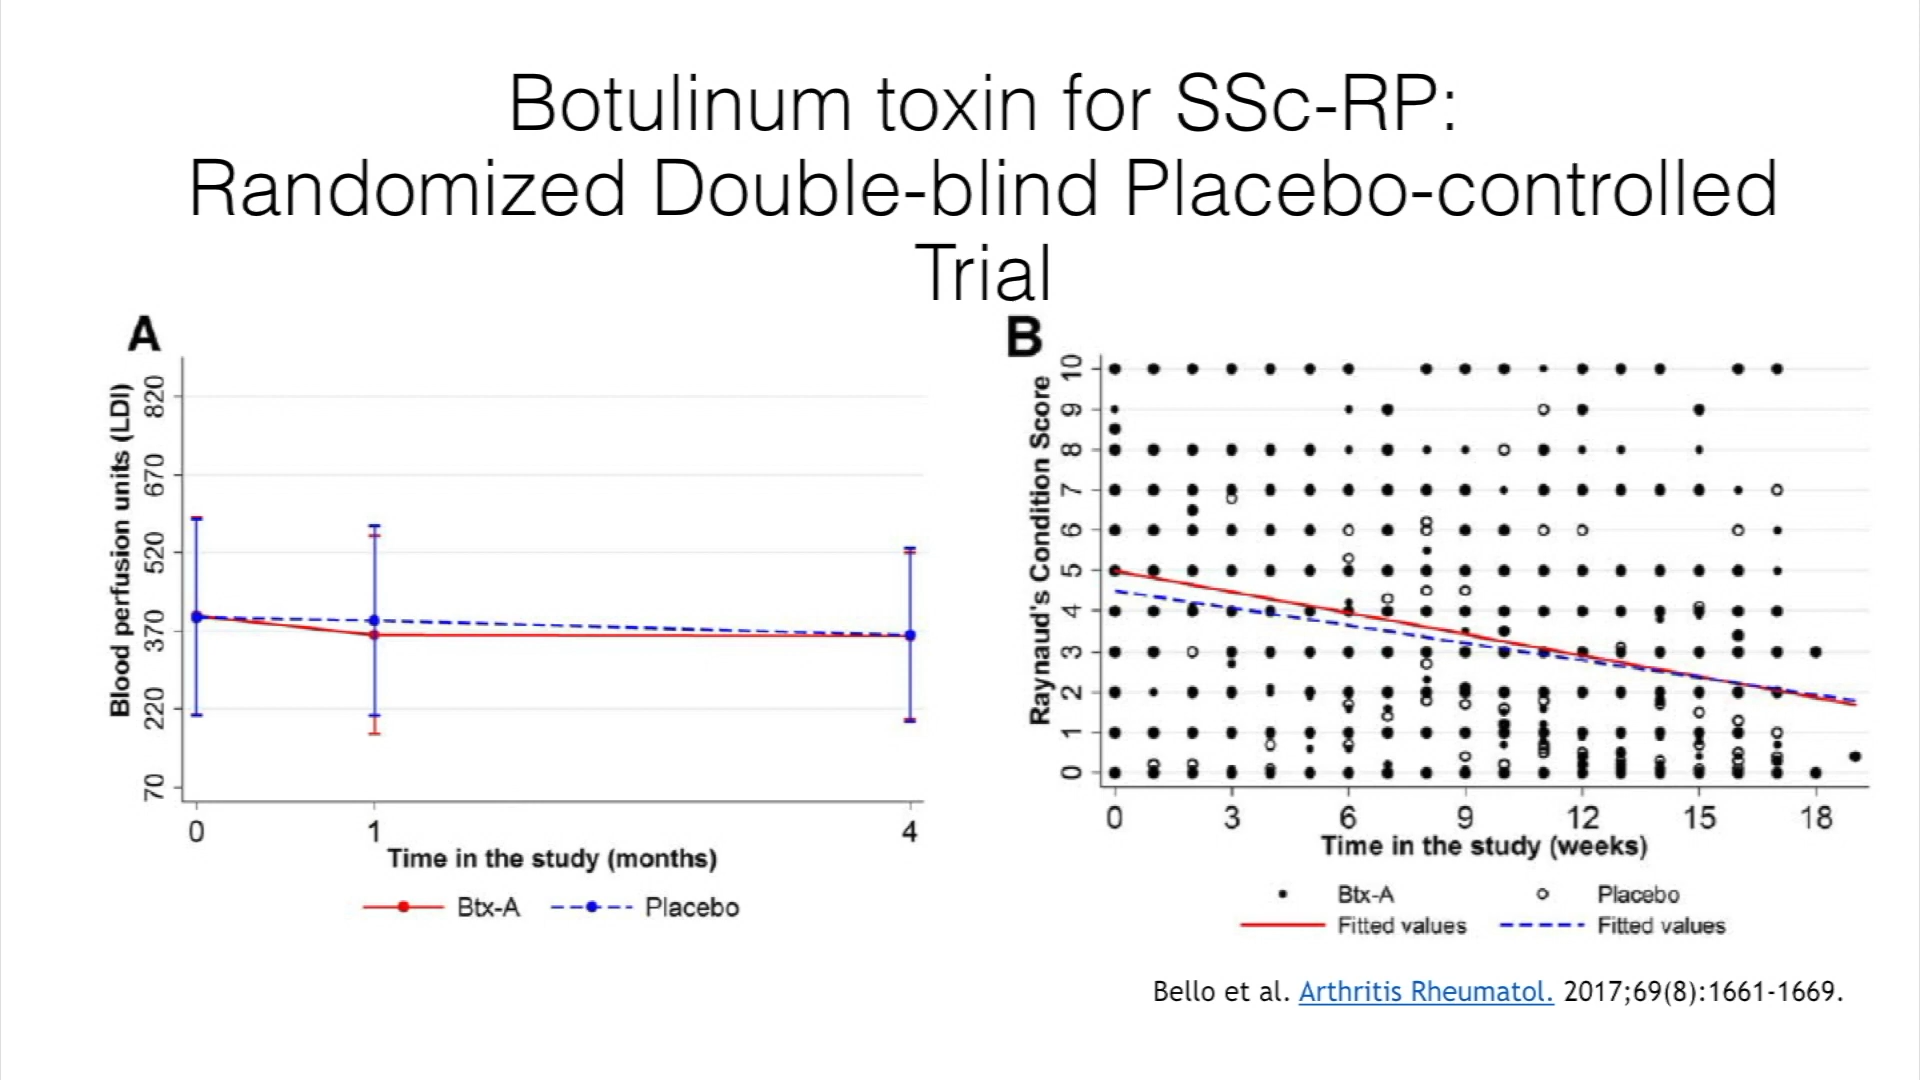 Botulinum toxin for SSc-RP:
Randomized Double-blind Placebo-controlled
Trial
A
Blood perfusion units (LDI)
820
670
520
370
220
70
0 1 4
Time in the study (months)
Btx-A Placebo
B
Raynaud's Condition Score
10
9
8
7
6
5
4
3
2
1
0
0 3 6 9 12 15 18
Time in the study (weeks)
Btx-A Placebo
Fitted values Fitted values
Bello et al. Arthritis Rheumatol. 2017;69(8):1661-1669.